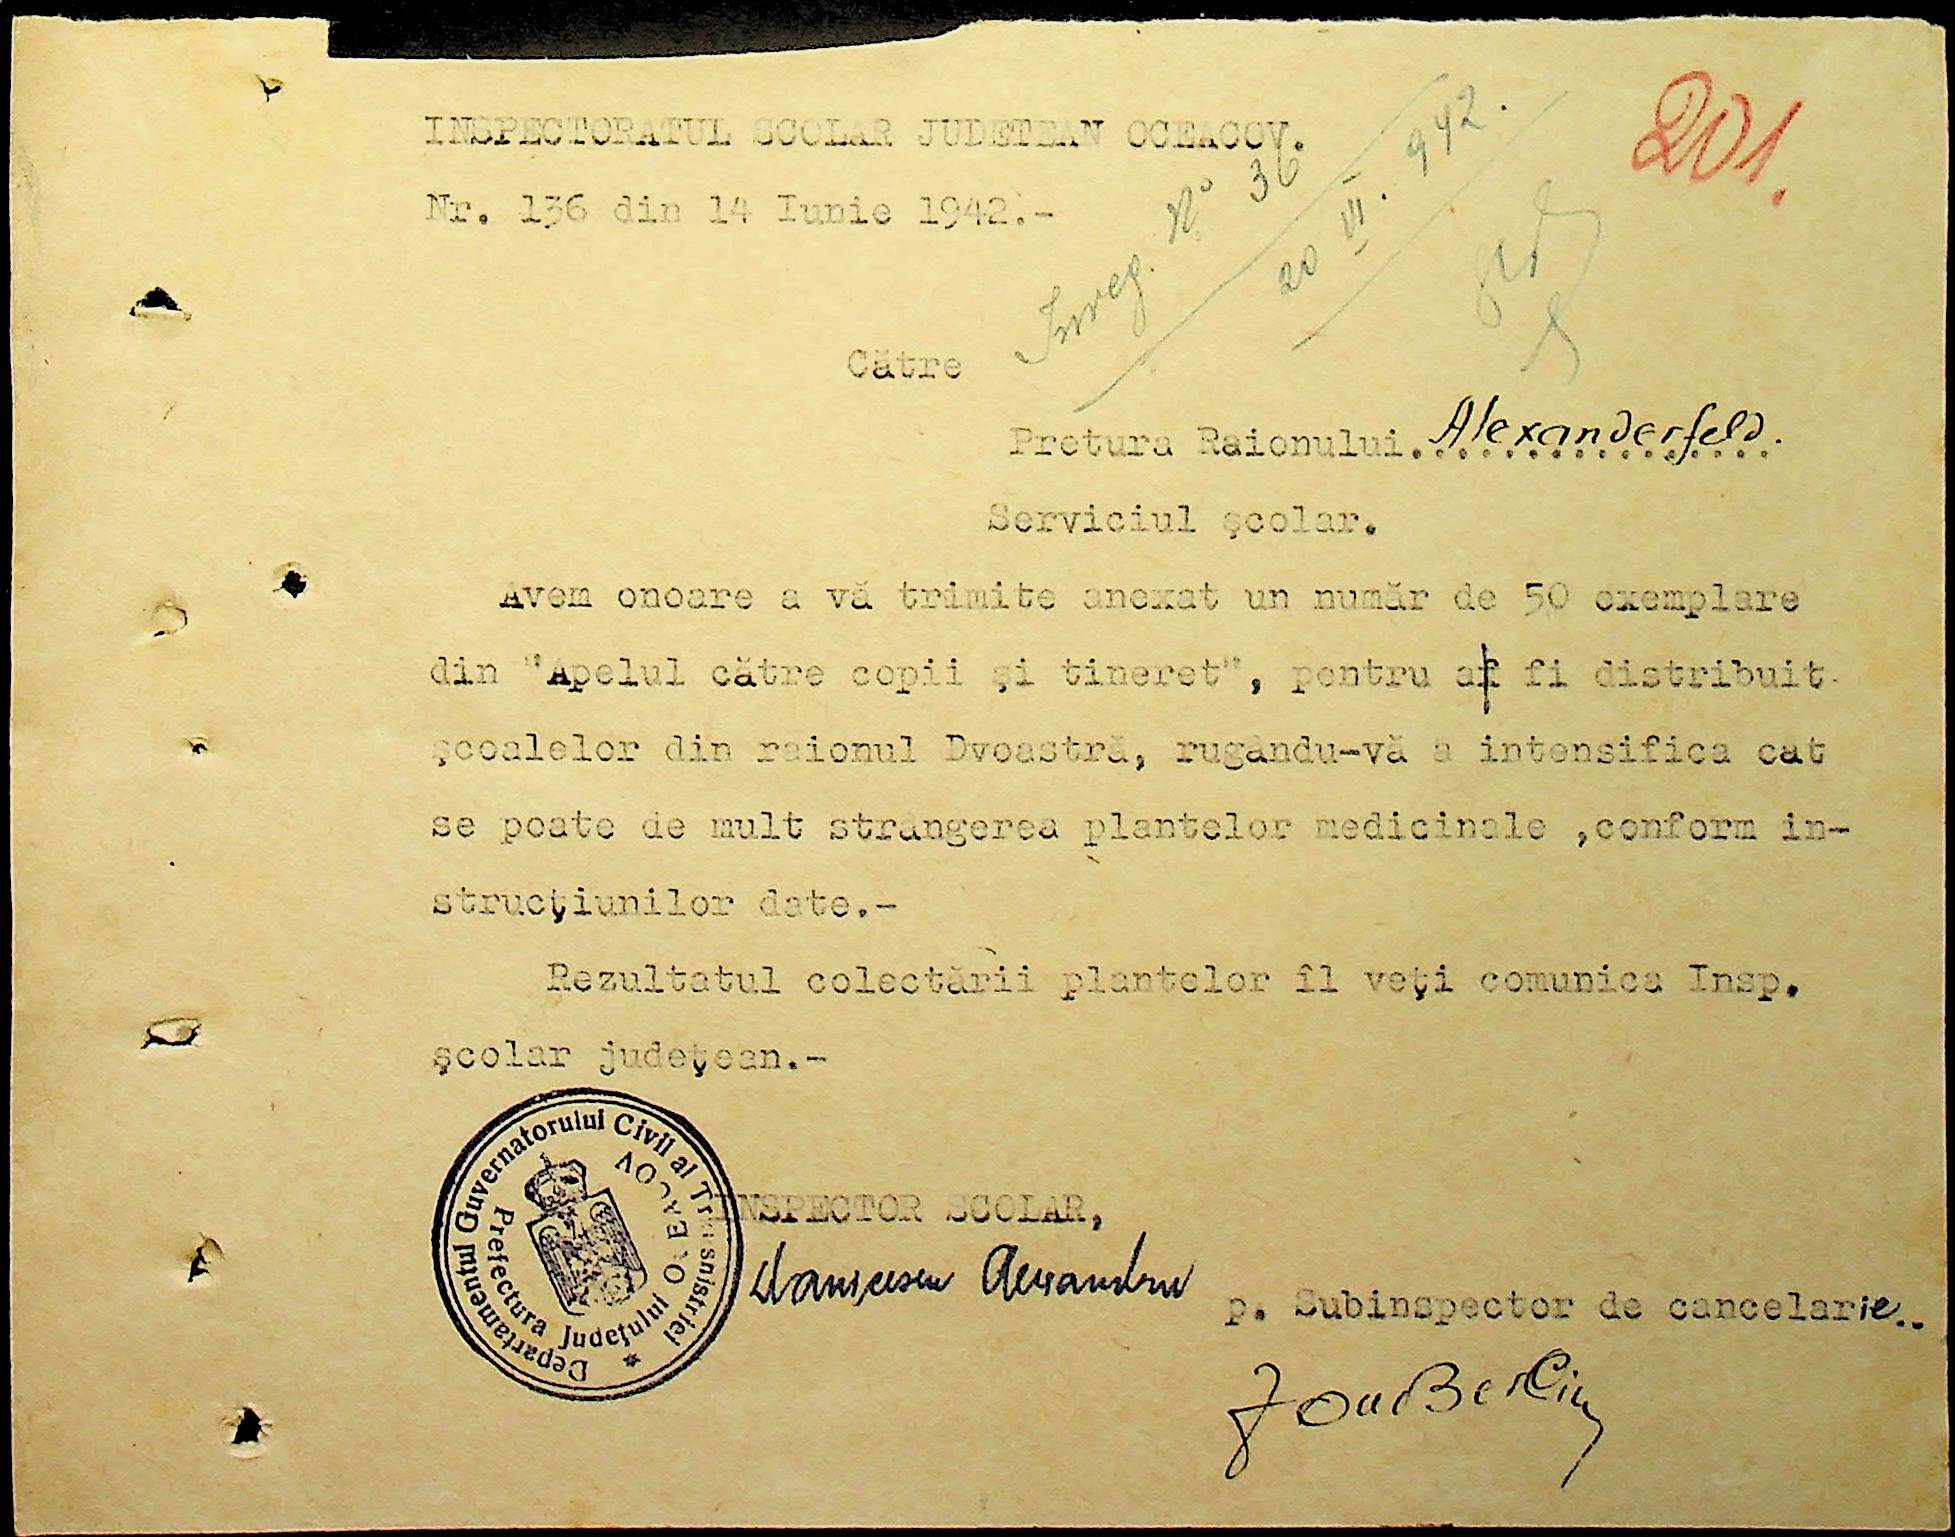 201.
INSPECTORATUL SCOLAR JUDETEAN OCEACOV.
Nr. 136 din 14 Iunie 1942.-
Înreg. No 36
20 VI. 942.
Către
Pretura Raionului. Alexanderfeld.
Serviciul şcolar.
Avem onoare a vă trimite anexat un număr de 50 exemplare
din "Apelul către copii şi tineret", pentru a fi distribuit
şcoalelor din raionul Dvoastră, rugându-vă a intensifica cat
se poate de mult strângerea plantelor medicinale ,conform in-
strucţiunilor date.-
Rezultatul colectării plantelor îl veţi comunica Insp.
şcolar judeţean.-
Departamentul Guvernatorului Civil al Transnistriei
Prefectura Judeţului OCEACOV
INSPECTOR SCOLAR,
Alexandru
p. Subinspector de cancelarie..